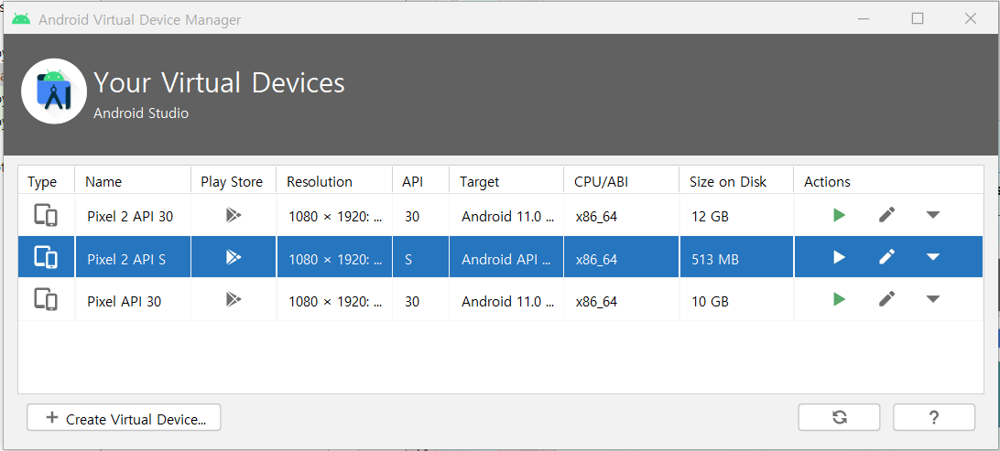 Android Virtual Device Manager
Your Virtual Devices
Android Studio
Type Name Play Store Resolution API Target CPU/ABI Size on Disk Actions
Pixel 2 API 30 1080 × 1920: ... 30 Android 11.0 ... x86_64 12 GB
Pixel 2 API S 1080 × 1920: ... S Android API ... x86_64 513 MB
Pixel API 30 1080 × 1920: ... 30 Android 11.0 ... x86_64 10 GB
+ Create Virtual Device... ?